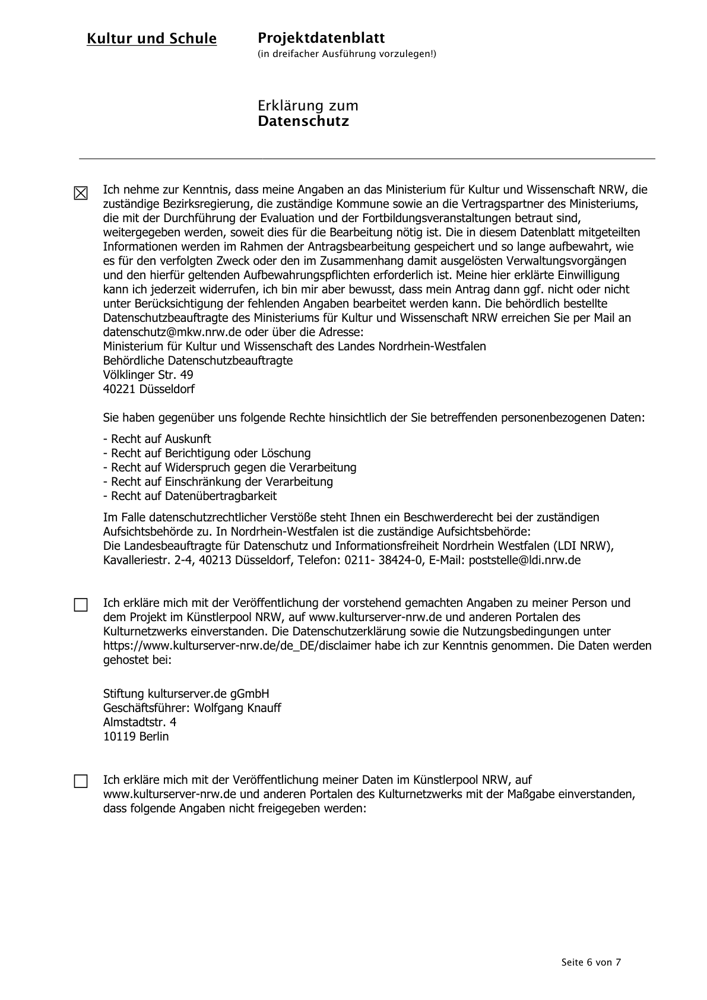 Kultur und Schule
Projektdatenblatt
(in dreifacher Ausführung vorzulegen!)
Erklärung zum
Datenschutz
Ich nehme zur Kenntnis, dass meine Angaben an das Ministerium für Kultur und Wissenschaft NRW, die
zuständige Bezirksregierung, die zuständige Kommune sowie an die Vertragspartner des Ministeriums,
die mit der Durchführung der Evaluation und der Fortbildungsveranstaltungen betraut sind,
weitergegeben werden, soweit dies für die Bearbeitung nötig ist. Die in diesem Datenblatt mitgeteilten
Informationen werden im Rahmen der Antragsbearbeitung gespeichert und so lange aufbewahrt, wie
es für den verfolgten Zweck oder den im Zusammenhang damit ausgelösten Verwaltungsvorgängen
und den hierfür geltenden Aufbewahrungspflichten erforderlich ist. Meine hier erklärte Einwilligung
kann ich jederzeit widerrufen, ich bin mir aber bewusst, dass mein Antrag dann ggf. nicht oder nicht
unter Berücksichtigung der fehlenden Angaben bearbeitet werden kann. Die behördlich bestellte
Datenschutzbeauftragte des Ministeriums für Kultur und Wissenschaft NRW erreichen Sie per Mail an
datenschutz@mkw.nrw.de oder über die Adresse:
Ministerium für Kultur und Wissenschaft des Landes Nordrhein-Westfalen
Behördliche Datenschutzbeauftragte
Völklinger Str. 49
40221 Düsseldorf
Sie haben gegenüber uns folgende Rechte hinsichtlich der Sie betreffenden personenbezogenen Daten:
- Recht auf Auskunft
- Recht auf Berichtigung oder Löschung
- Recht auf Widerspruch gegen die Verarbeitung
- Recht auf Einschränkung der Verarbeitung
- Recht auf Datenübertragbarkeit
Im Falle datenschutzrechtlicher Verstöße steht Ihnen ein Beschwerderecht bei der zuständigen
Aufsichtsbehörde zu. In Nordrhein-Westfalen ist die zuständige Aufsichtsbehörde:
Die Landesbeauftragte für Datenschutz und Informationsfreiheit Nordrhein Westfalen (LDI NRW),
Kavalleriestr. 2-4, 40213 Düsseldorf, Telefon: 0211- 38424-0, E-Mail: poststelle@ldi.nrw.de
Ich erkläre mich mit der Veröffentlichung der vorstehend gemachten Angaben zu meiner Person und
dem Projekt im Künstlerpool NRW, auf www.kulturserver-nrw.de und anderen Portalen des
Kulturnetzwerks einverstanden. Die Datenschutzerklärung sowie die Nutzungsbedingungen unter
https://www.kulturserver-nrw.de/de_DE/disclaimer habe ich zur Kenntnis genommen. Die Daten werden
gehostet bei:
Stiftung kulturserver.de gGmbH
Geschäftsführer: Wolfgang Knauff
Almstadtstr. 4
10119 Berlin
Ich erkläre mich mit der Veröffentlichung meiner Daten im Künstlerpool NRW, auf
www.kulturserver-nrw.de und anderen Portalen des Kulturnetzwerks mit der Maßgabe einverstanden,
dass folgende Angaben nicht freigegeben werden:
Seite 6 von 7